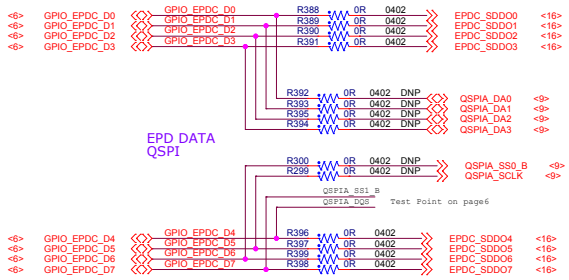 <6> GPIO_EPDC_D0 GPIO_EPDC_D0 R388 0R 0402 EPDC_SDDO0 <16>
<6> GPIO_EPDC_D1 GPIO_EPDC_D1 R389 0R 0402 EPDC_SDDO1 <16>
<6> GPIO_EPDC_D2 GPIO_EPDC_D2 R390 0R 0402 EPDC_SDDO2 <16>
<6> GPIO_EPDC_D3 GPIO_EPDC_D3 R391 0R 0402 EPDC_SDDO3 <16>
R392 0R 0402 DNP QSPIA_DA0 <9>
R393 0R 0402 DNP QSPIA_DA1 <9>
R395 0R 0402 DNP QSPIA_DA2 <9>
R394 0R 0402 DNP QSPIA_DA3 <9>
EPD DATA
QSPI
R300 0R 0402 DNP QSPIA_SS0_B <9>
R299 0R 0402 DNP QSPIA_SCLK <9>
QSPIA_SS1_B
QSPIA_DQS Test Point on page6
<6> GPIO_EPDC_D4 GPIO_EPDC_D4 R396 0R 0402 EPDC_SDDO4 <16>
<6> GPIO_EPDC_D5 GPIO_EPDC_D5 R397 0R 0402 EPDC_SDDO5 <16>
<6> GPIO_EPDC_D6 GPIO_EPDC_D6 R399 0R 0402 EPDC_SDDO6 <16>
<6> GPIO_EPDC_D7 GPIO_EPDC_D7 R398 0R 0402 EPDC_SDDO7 <16>